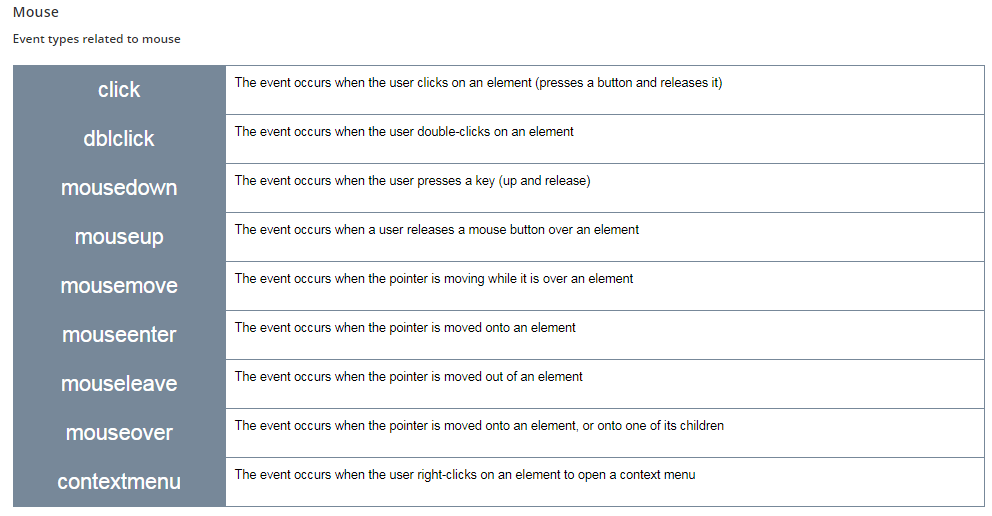 Mouse
Event types related to mouse
click
The event occurs when the user clicks on an element (presses a button and releases it)
dblclick
The event occurs when the user double-clicks on an element
mousedown
The event occurs when the user presses a key (up and release)
mouseup
The event occurs when a user releases a mouse button over an element
mousemove
The event occurs when the pointer is moving while it is over an element
mouseenter
The event occurs when the pointer is moved onto an element
mouseleave
The event occurs when the pointer is moved out of an element
mouseover
The event occurs when the pointer is moved onto an element, or onto one of its children
contextmenu
The event occurs when the user right-clicks on an element to open a context menu